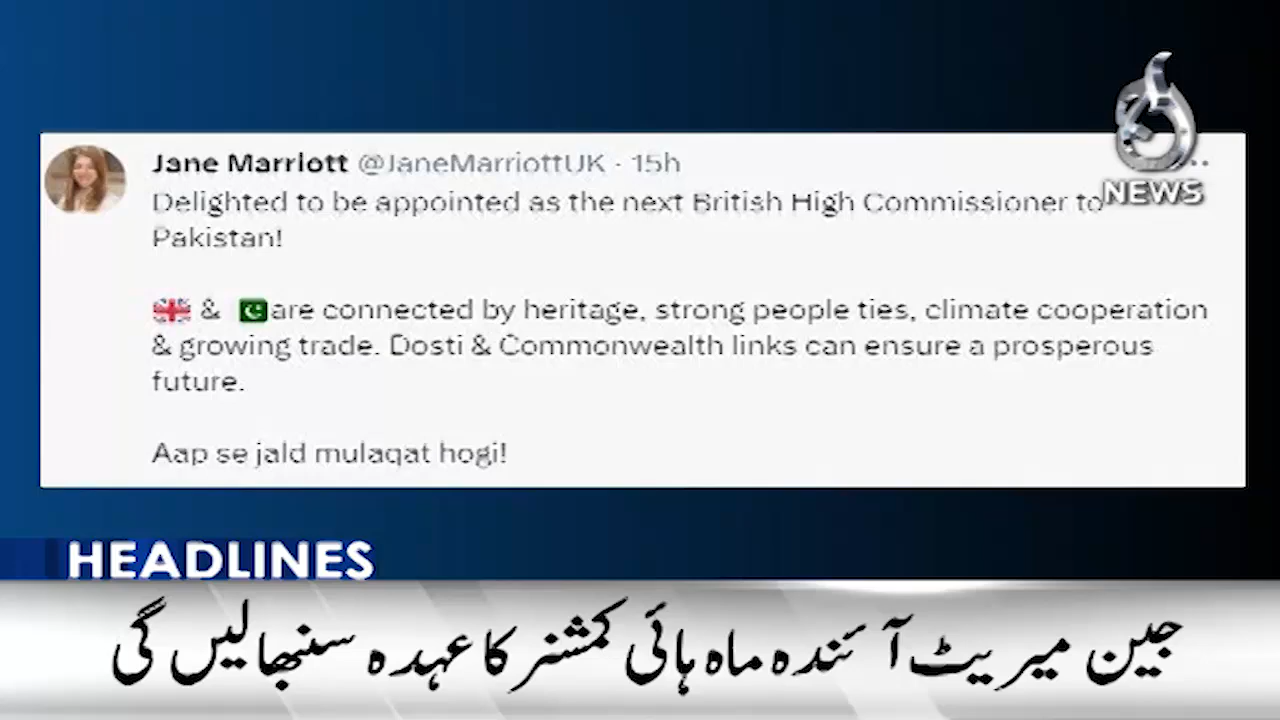 Jane Marriott @JaneMarriottUK · 15h
Delighted to be appointed as the next British High Commissioner to
Pakistan!
🇬🇧 & 🇵🇰are connected by heritage, strong people ties, climate cooperation
& growing trade. Dosti & Commonwealth links can ensure a prosperous
future.
Aap se jald mulaqat hogi!
NEWS
HEADLINES
جین میریٹ آئندہ ماہ ہائی کمشنر کا عہدہ سنبھالیں گی